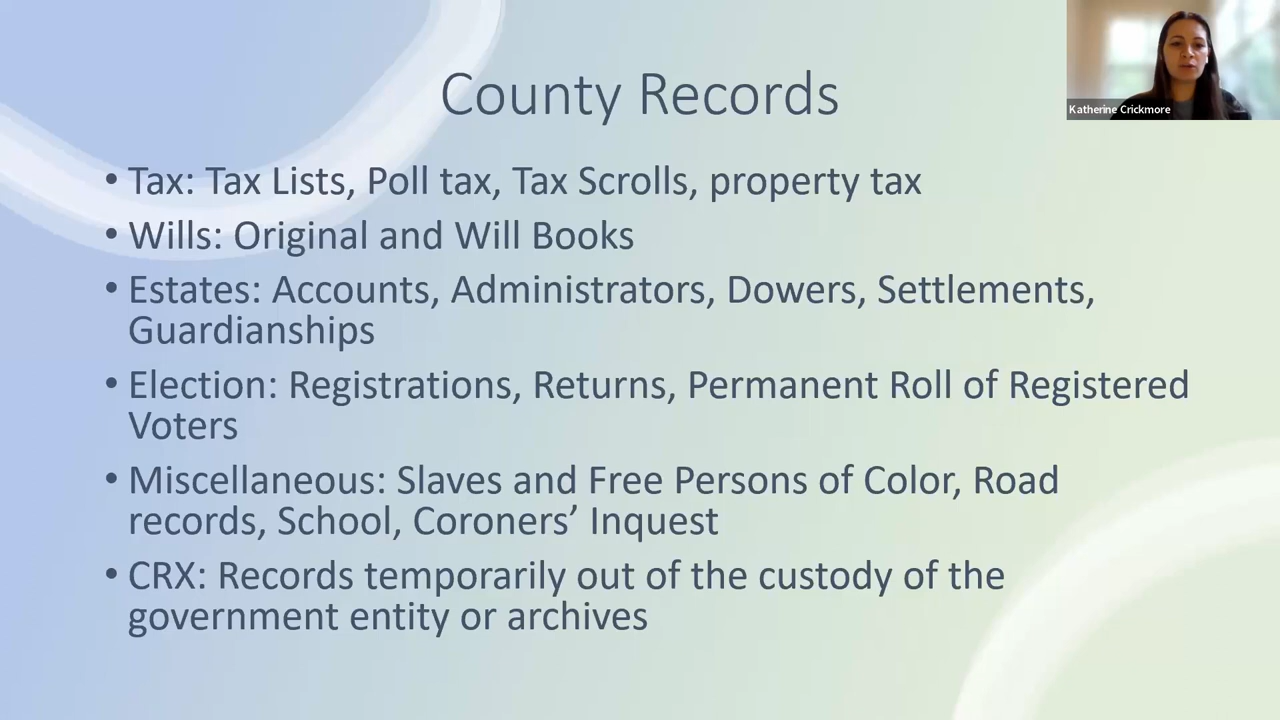 County Records
Katherine Crickmore
• Tax: Tax Lists, Poll tax, Tax Scrolls, property tax
• Wills: Original and Will Books
• Estates: Accounts, Administrators, Dowers, Settlements,
Guardianships
• Election: Registrations, Returns, Permanent Roll of Registered
Voters
• Miscellaneous: Slaves and Free Persons of Color, Road
records, School, Coroners’ Inquest
• CRX: Records temporarily out of the custody of the
government entity or archives